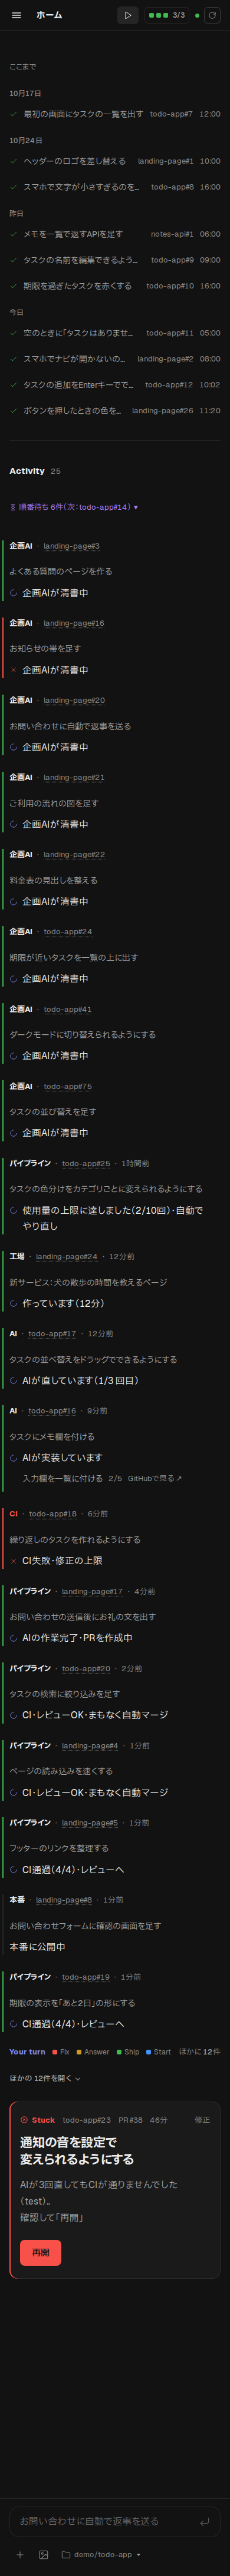 ホーム
3/3
ここまで
10月17日
最初の画面にタスクの一覧を出す todo-app#7 12:00
10月24日
ヘッダーのロゴを差し替える landing-page#1 10:00
スマホで文字が小さすぎるのを… todo-app#8 16:00
昨日
メモを一覧で返すAPIを足す notes-api#1 06:00
タスクの名前を編集できるよう… todo-app#9 09:00
期限を過ぎたタスクを赤くする todo-app#10 16:00
今日
空のときに「タスクはありませ… todo-app#11 05:00
スマホでナビが開かないの… landing-page#2 08:00
タスクの追加をEnterキーでで… todo-app#12 10:02
ボタンを押したときの色を… landing-page#26 11:20
Activity 25
順番待ち 6件（次：todo-app#14） ▾
企画AI · landing-page#3
よくある質問のページを作る
企画AIが清書中
企画AI · landing-page#16
お知らせの帯を足す
企画AIが清書中
企画AI · landing-page#20
お問い合わせに自動で返事を送る
企画AIが清書中
企画AI · landing-page#21
ご利用の流れの図を足す
企画AIが清書中
企画AI · landing-page#22
料金表の見出しを整える
企画AIが清書中
企画AI · todo-app#24
期限が近いタスクを一覧の上に出す
企画AIが清書中
企画AI · todo-app#41
ダークモードに切り替えられるようにする
企画AIが清書中
企画AI · todo-app#75
タスクの並び替えを足す
企画AIが清書中
パイプライン · todo-app#25 · 1時間前
タスクの色分けをカテゴリごとに変えられるようにする
使用量の上限に達しました（2/10回）・自動で
やり直し
工場 · landing-page#24 · 12分前
新サービス：犬の散歩の時間を教えるページ
作っています（12分）
AI · todo-app#17 · 12分前
タスクの並べ替えをドラッグでできるようにする
AIが直しています（1/3 回目）
AI · todo-app#16 · 9分前
タスクにメモ欄を付ける
AIが実装しています
入力欄を一覧に付ける 2/5 GitHubで見る↗
CI · todo-app#18 · 6分前
繰り返しのタスクを作れるようにする
CI失敗・修正の上限
パイプライン · landing-page#17 · 4分前
お問い合わせの送信後にお礼の文を出す
AIの作業完了・PRを作成中
パイプライン · todo-app#20 · 2分前
タスクの検索に絞り込みを足す
CI・レビューOK・まもなく自動マージ
パイプライン · landing-page#4 · 1分前
ページの読み込みを速くする
CI・レビューOK・まもなく自動マージ
パイプライン · landing-page#5 · 1分前
フッターのリンクを整理する
CI通過（4/4）・レビューへ
本番 · landing-page#8 · 1分前
お問い合わせフォームに確認の画面を足す
本番に公開中
パイプライン · todo-app#19 · 1分前
期限の表示を「あと2日」の形にする
CI通過（4/4）・レビューへ
Your turn Fix Answer Ship Start ほかに12件
ほかの 12件を開く
Stuck todo-app#23 PR#38 46分 修正
通知の音を設定で
変えられるようにする
AIが3回直してもCIが通りませんでした
（test）。
確認して「再開」
再開
お問い合わせに自動で返事を送る
demo/todo-app